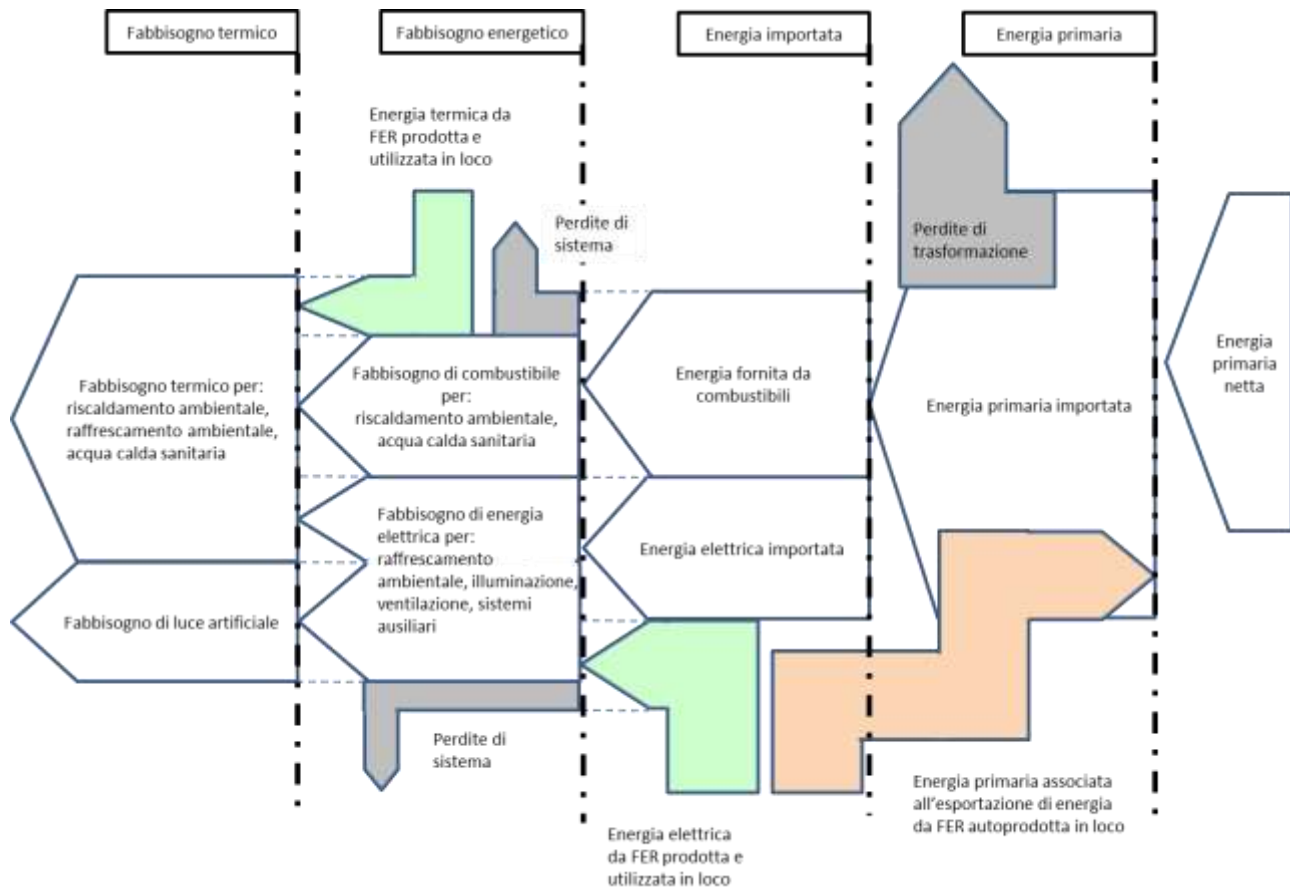 Fabbisogno termico
Fabbisogno energetico
Energia importata
Energia primaria
Energia termica da
FER prodotta e
utilizzata in loco
Perdite di
sistema
Perdite di
trasformazione
Fabbisogno termico per:
riscaldamento ambientale,
raffrescamento ambientale,
acqua calda sanitaria
Fabbisogno di combustibile
per:
riscaldamento ambientale,
acqua calda sanitaria
Energia fornita da
combustibili
Energia primaria importata
Energia
primaria
netta
Fabbisogno di luce artificiale
Fabbisogno di energia
elettrica per:
raffrescamento
ambientale, illuminazione,
ventilazione, sistemi
ausiliari
Energia elettrica importata
Perdite di
sistema
Energia elettrica
da FER prodotta e
utilizzata in loco
Energia primaria associata
all'esportazione di energia
da FER autoprodotta in loco